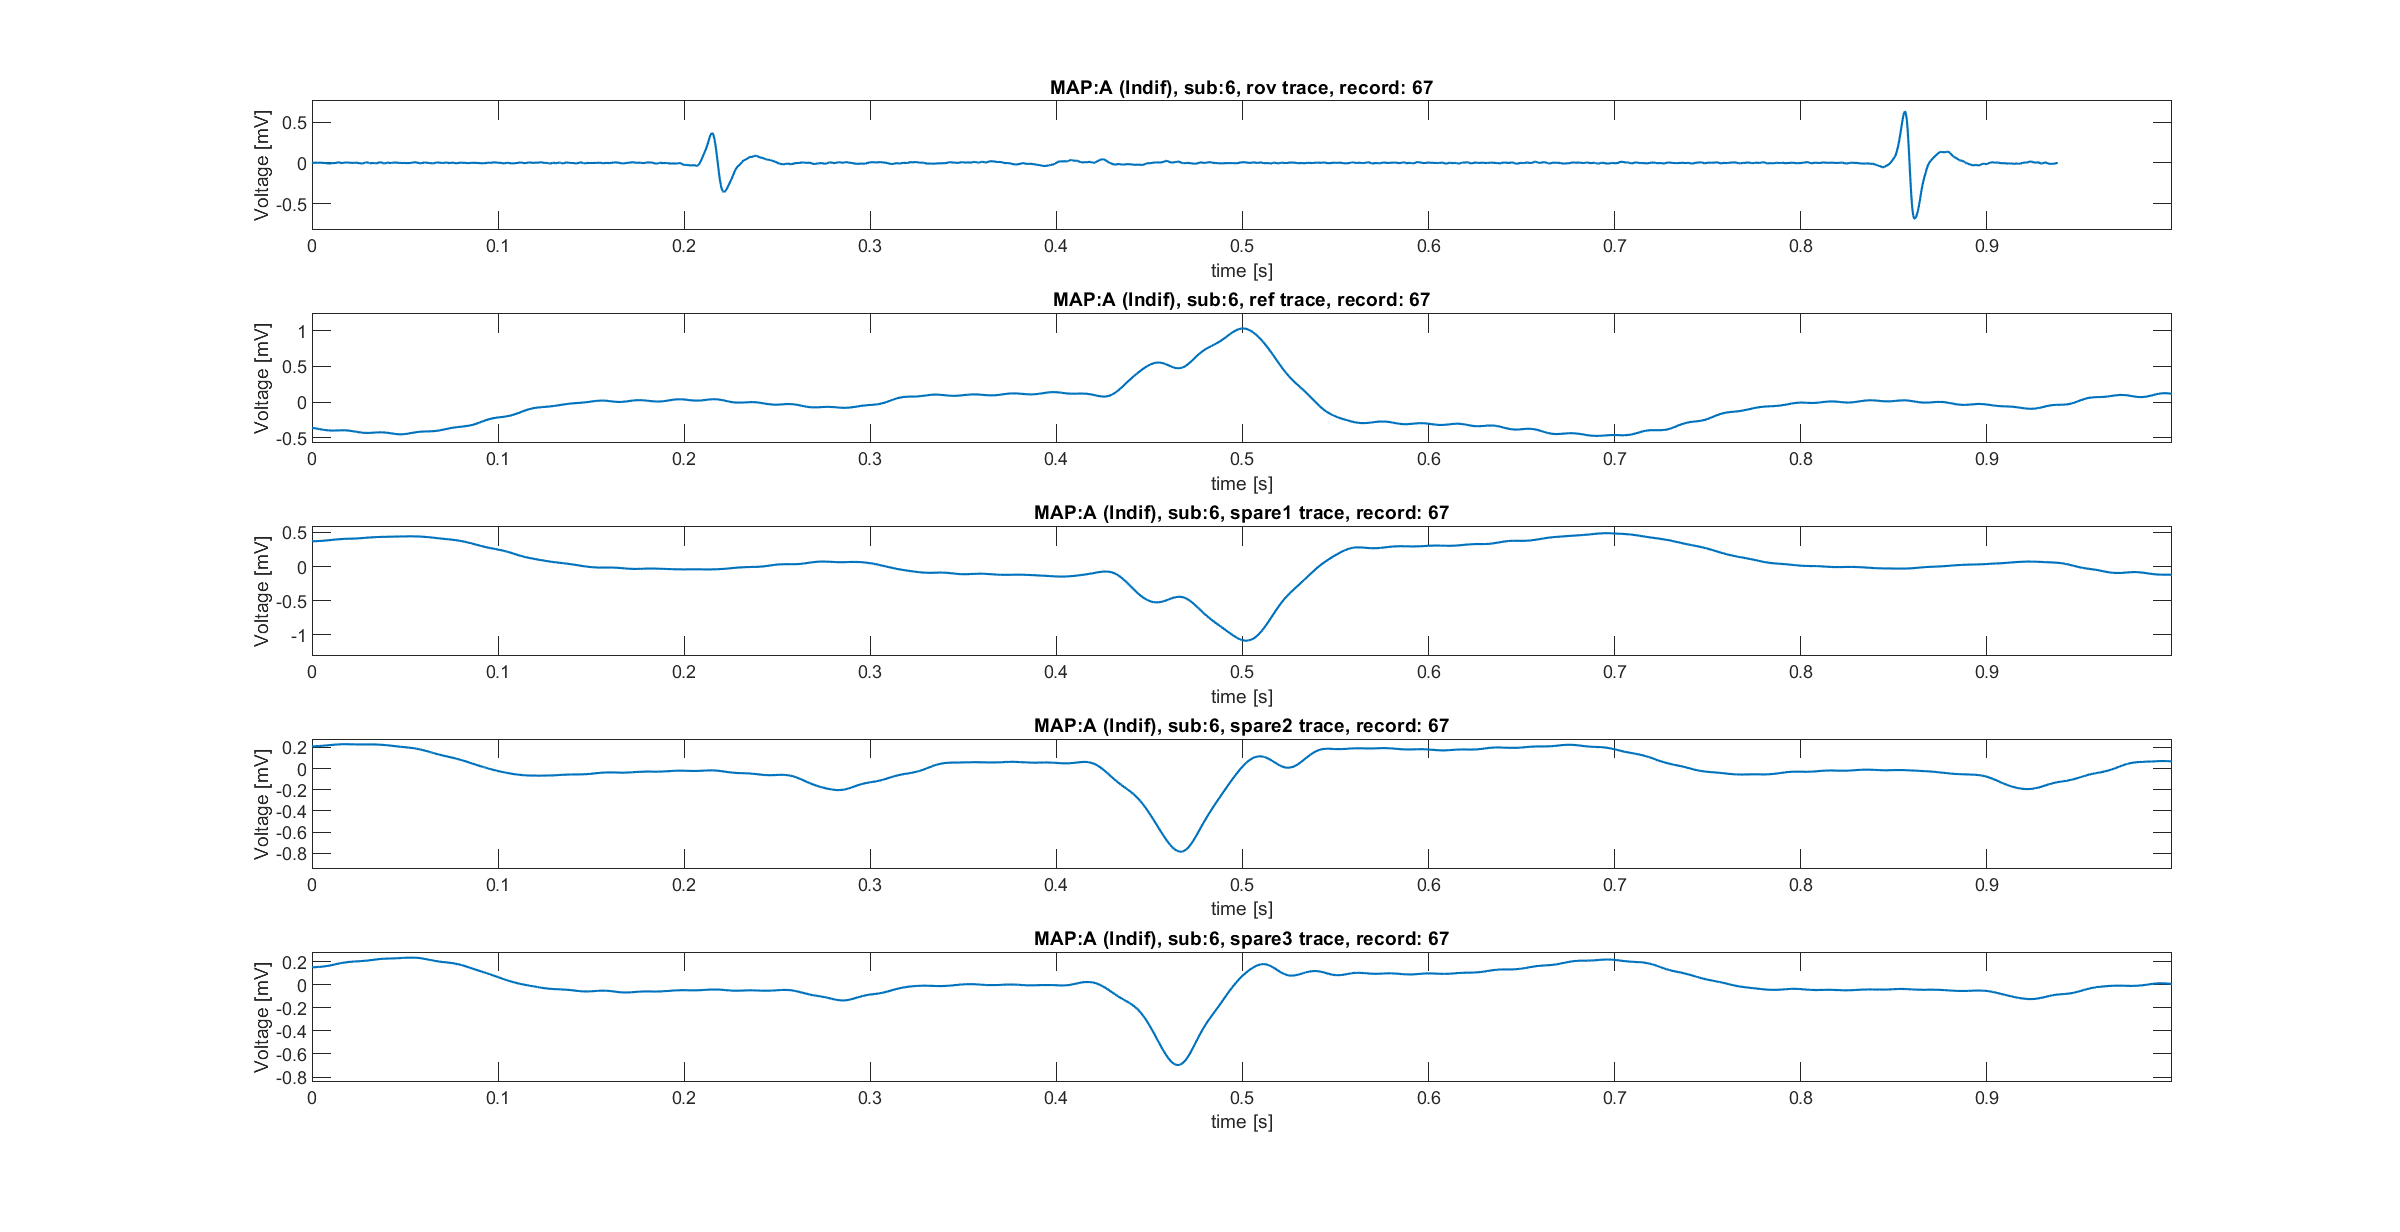 MAP:A (Indif), sub:6, rov trace, record: 67
Voltage [mV]
0.5
0
-0.5
0 0.1 0.2 0.3 0.4 0.5 0.6 0.7 0.8 0.9
time [s]
MAP:A (Indif), sub:6, ref trace, record: 67
Voltage [mV]
1
0.5
0
-0.5
0 0.1 0.2 0.3 0.4 0.5 0.6 0.7 0.8 0.9
time [s]
MAP:A (Indif), sub:6, spare1 trace, record: 67
Voltage [mV]
0.5
0
-0.5
-1
0 0.1 0.2 0.3 0.4 0.5 0.6 0.7 0.8 0.9
time [s]
MAP:A (Indif), sub:6, spare2 trace, record: 67
Voltage [mV]
0.2
0
-0.2
-0.4
-0.6
-0.8
0 0.1 0.2 0.3 0.4 0.5 0.6 0.7 0.8 0.9
time [s]
MAP:A (Indif), sub:6, spare3 trace, record: 67
Voltage [mV]
0.2
0
-0.2
-0.4
-0.6
-0.8
0 0.1 0.2 0.3 0.4 0.5 0.6 0.7 0.8 0.9
time [s]